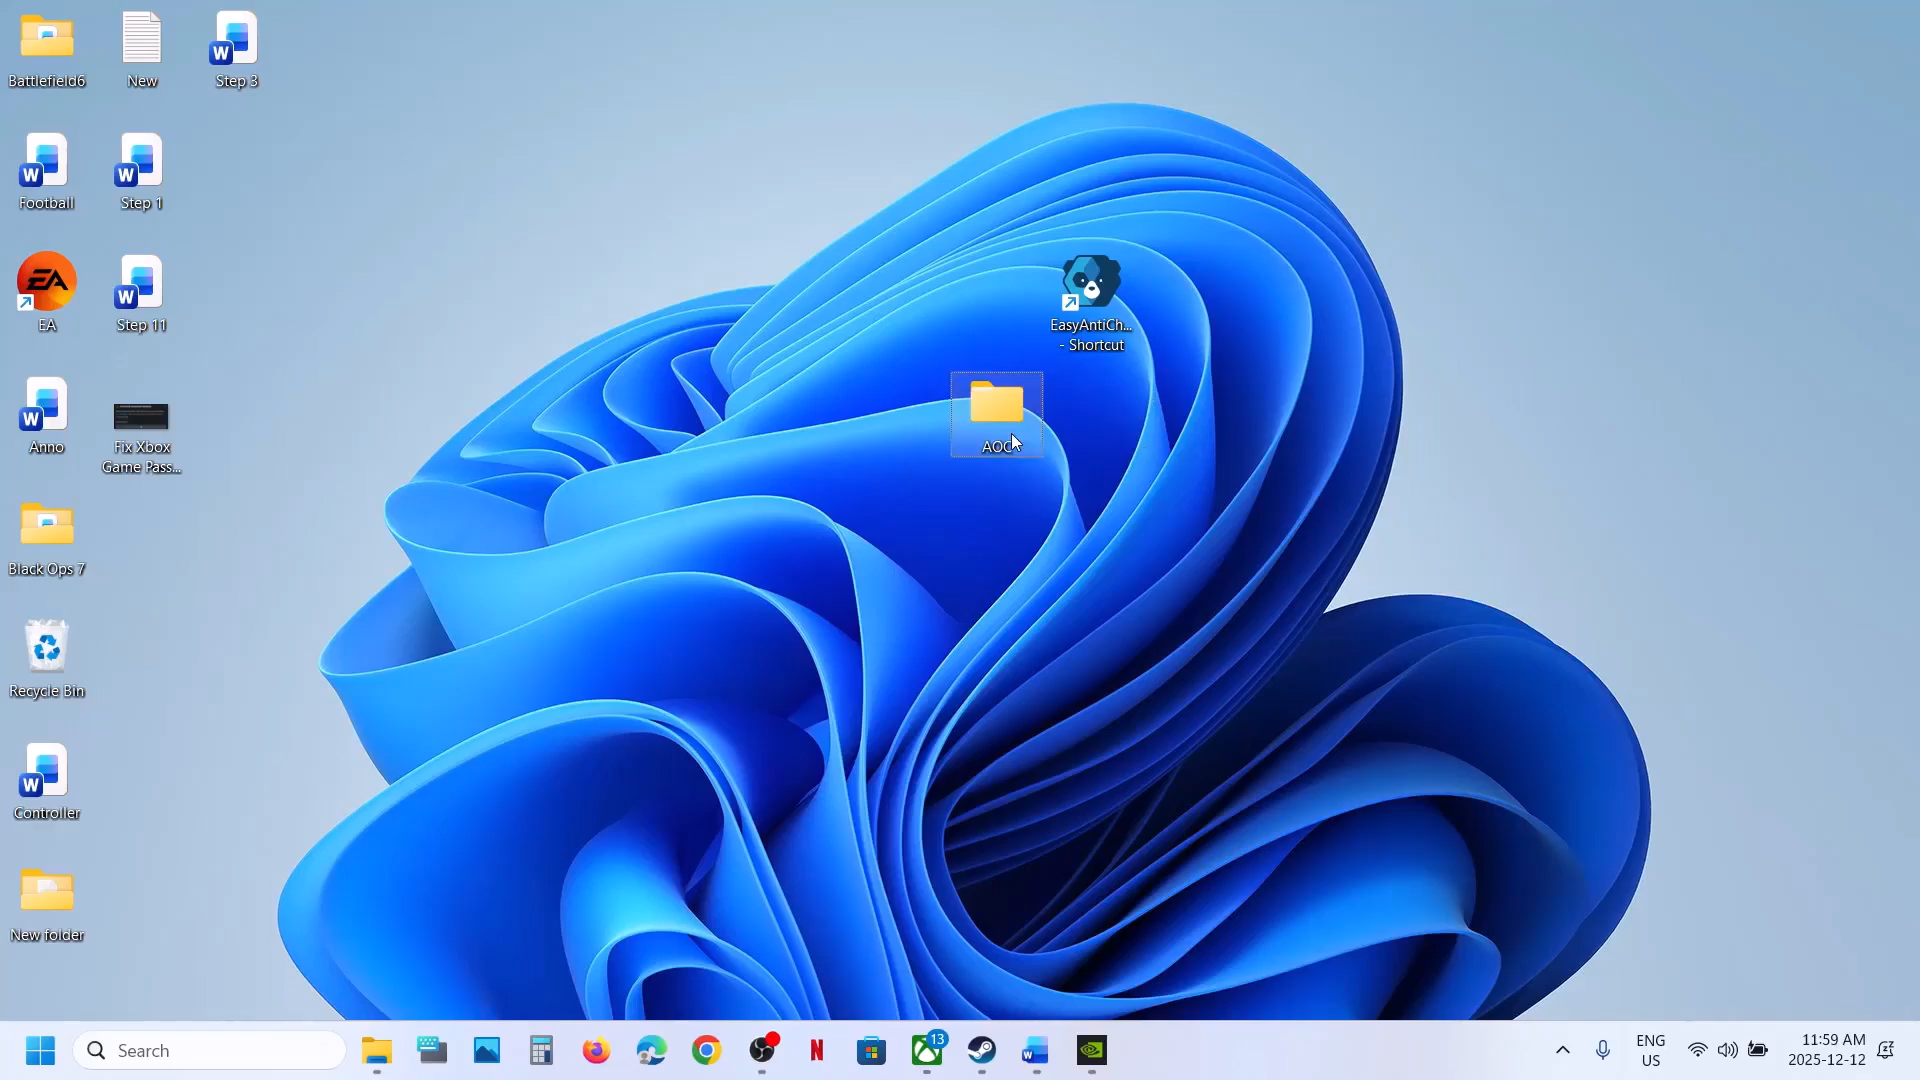 Battlefield6
New
Step 3
Football
Step 1
EA
Step 11
EasyAntiCh...
- Shortcut
Anno
Fix Xbox
Game Pass...
AOC
Black Ops 7
Recycle Bin
Controller
New folder
Search
13
ENG
US
11:59 AM
2025-12-12